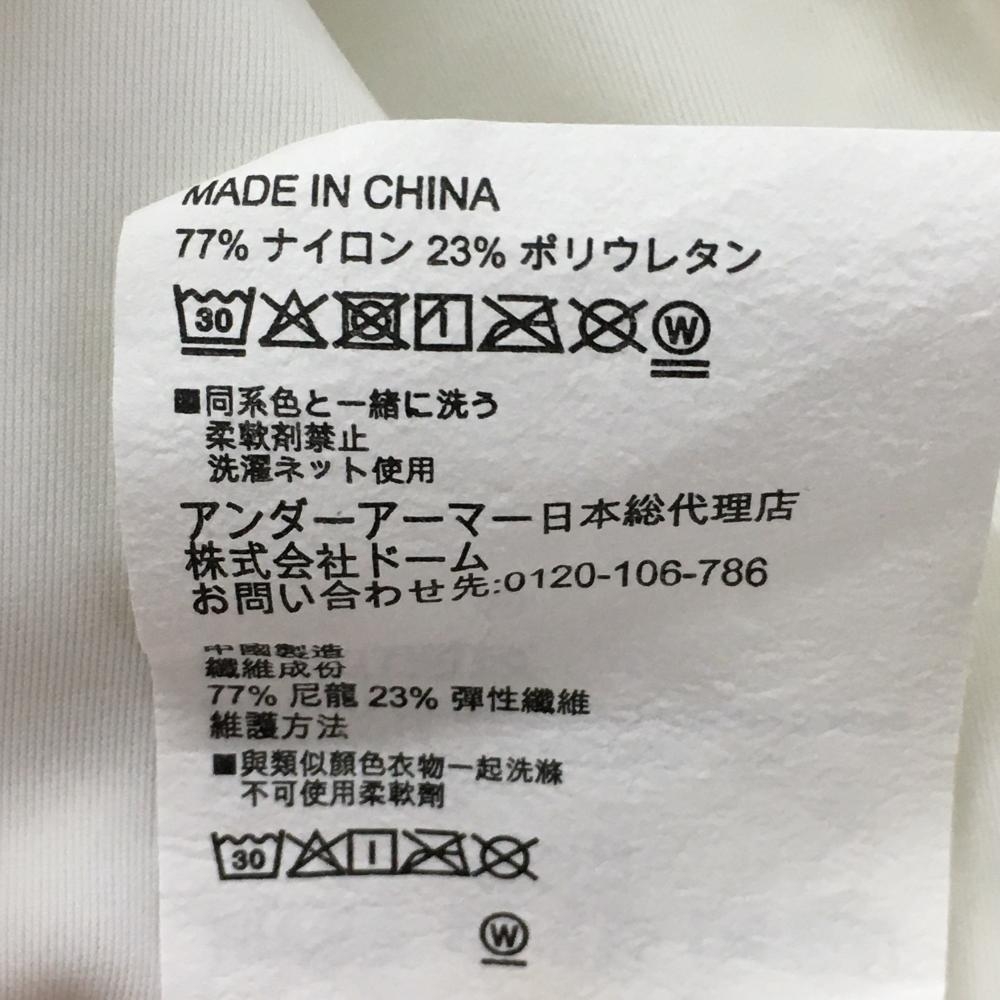 MADE IN CHINA
77% ナイロン 23% ポリウレタン
30 W
■同系色と一緒に洗う
柔軟剤禁止
洗濯ネット使用
アンダーアーマー日本総代理店
株式会社ドーム
お問い合わせ先:0120-106-786
中國製造
纖維成份
77% 尼龍 23% 彈性纖維
維護方法
■與類似顏色衣物一起洗滌
不可使用柔軟劑
30
W